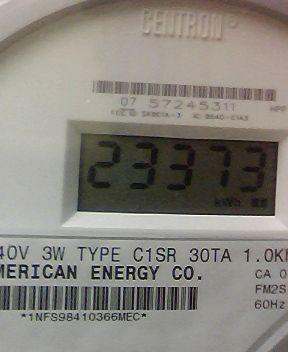 CENTRON
07 57245311
23373
kWh
40V 3W TYPE C1SR 30TA 1.0K
MERICAN ENERGY CO.
CA 0
FM2S
60Hz
*1NFS98410366MEC*